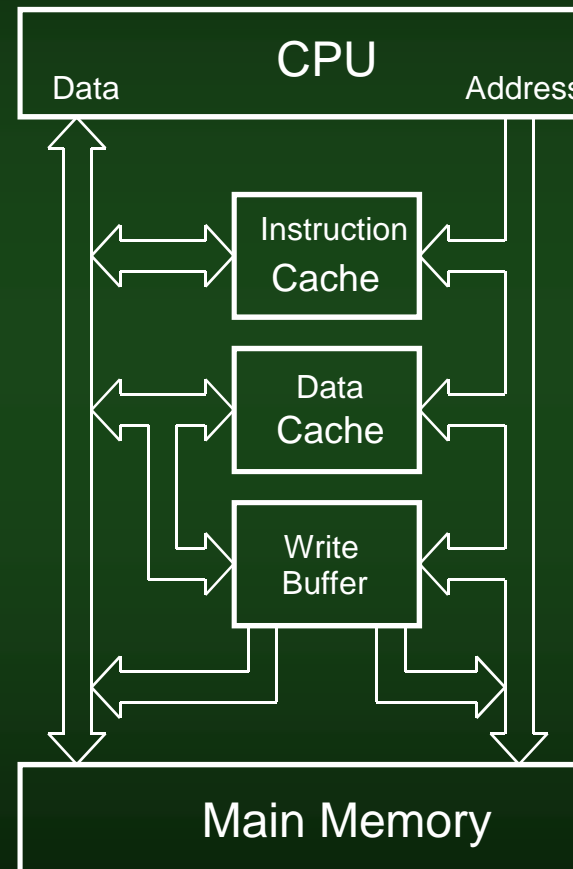 CPU
Data Address
Instruction
Cache
Data
Cache
Write
Buffer
Main Memory